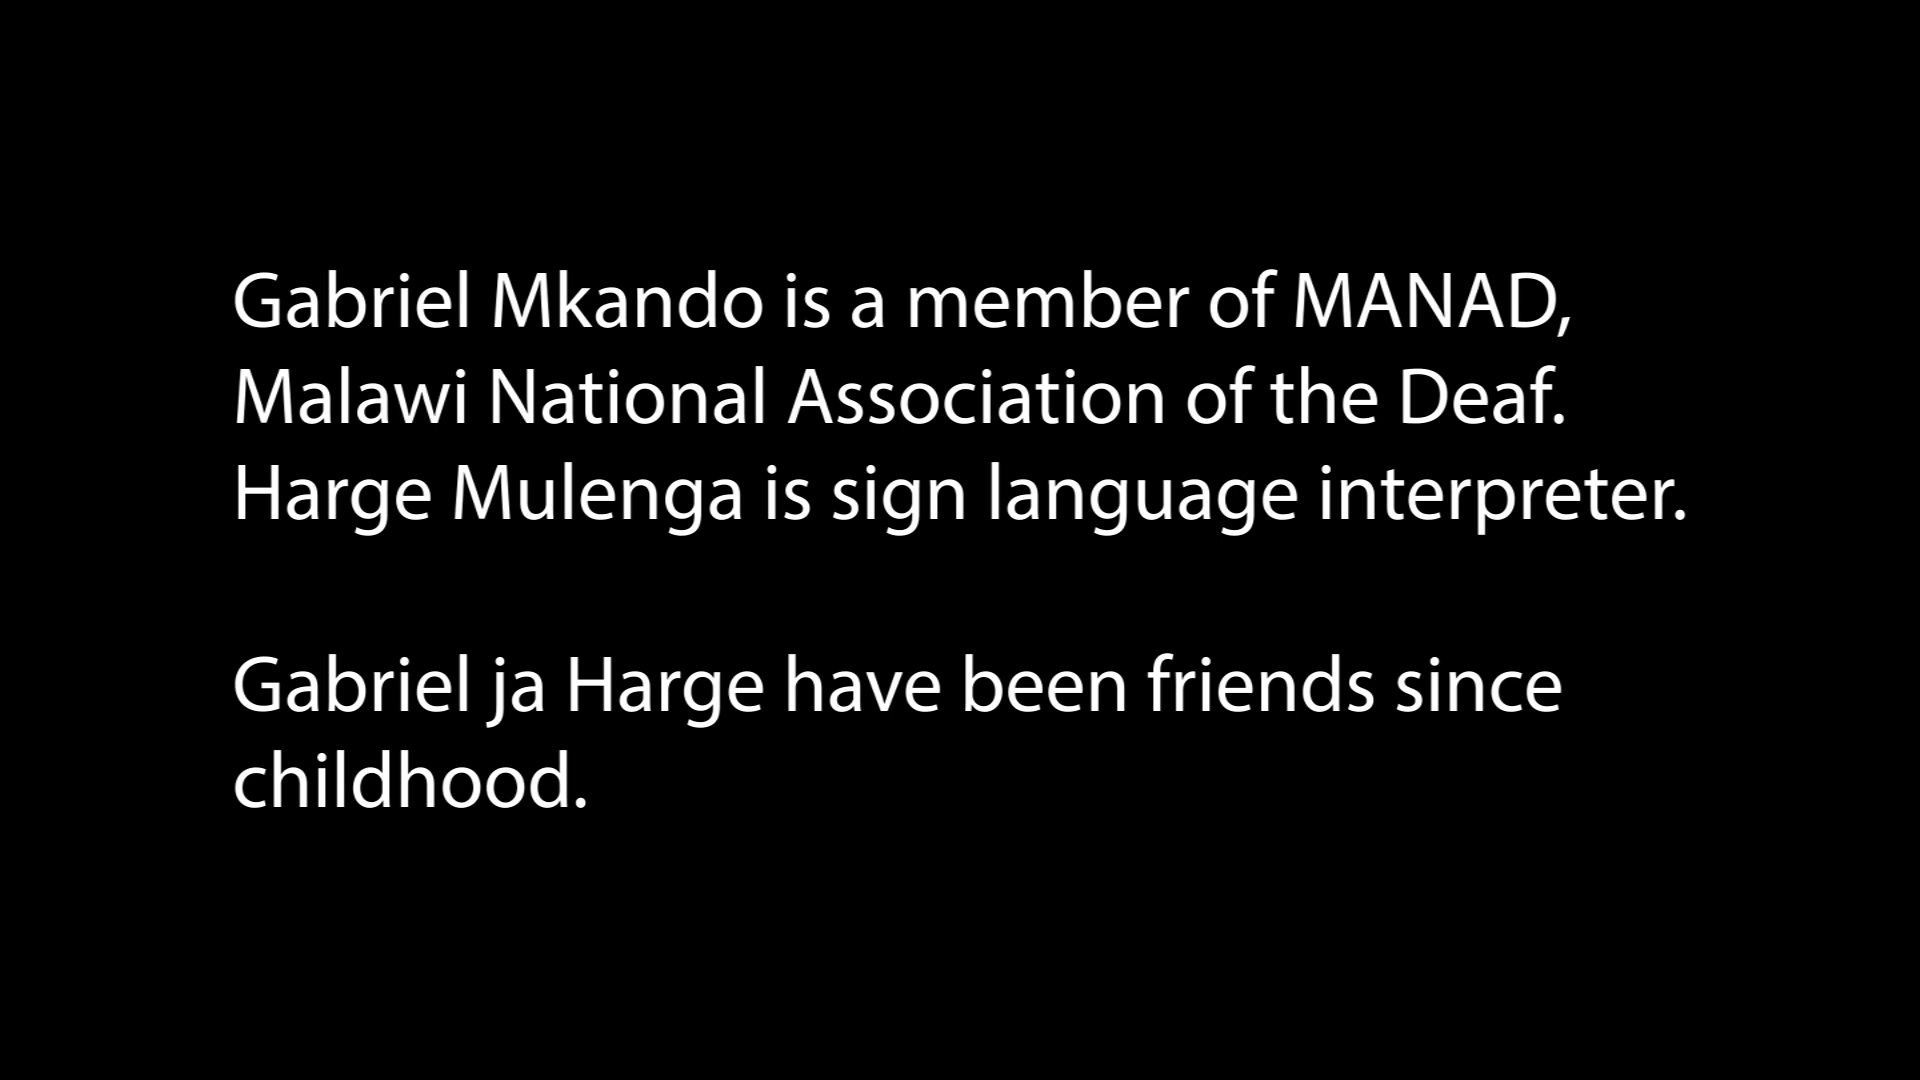 Gabriel Mkando is a member of MANAD,
Malawi National Association of the Deaf.
Harge Mulenga is sign language interpreter.
Gabriel ja Harge have been friends since
childhood.